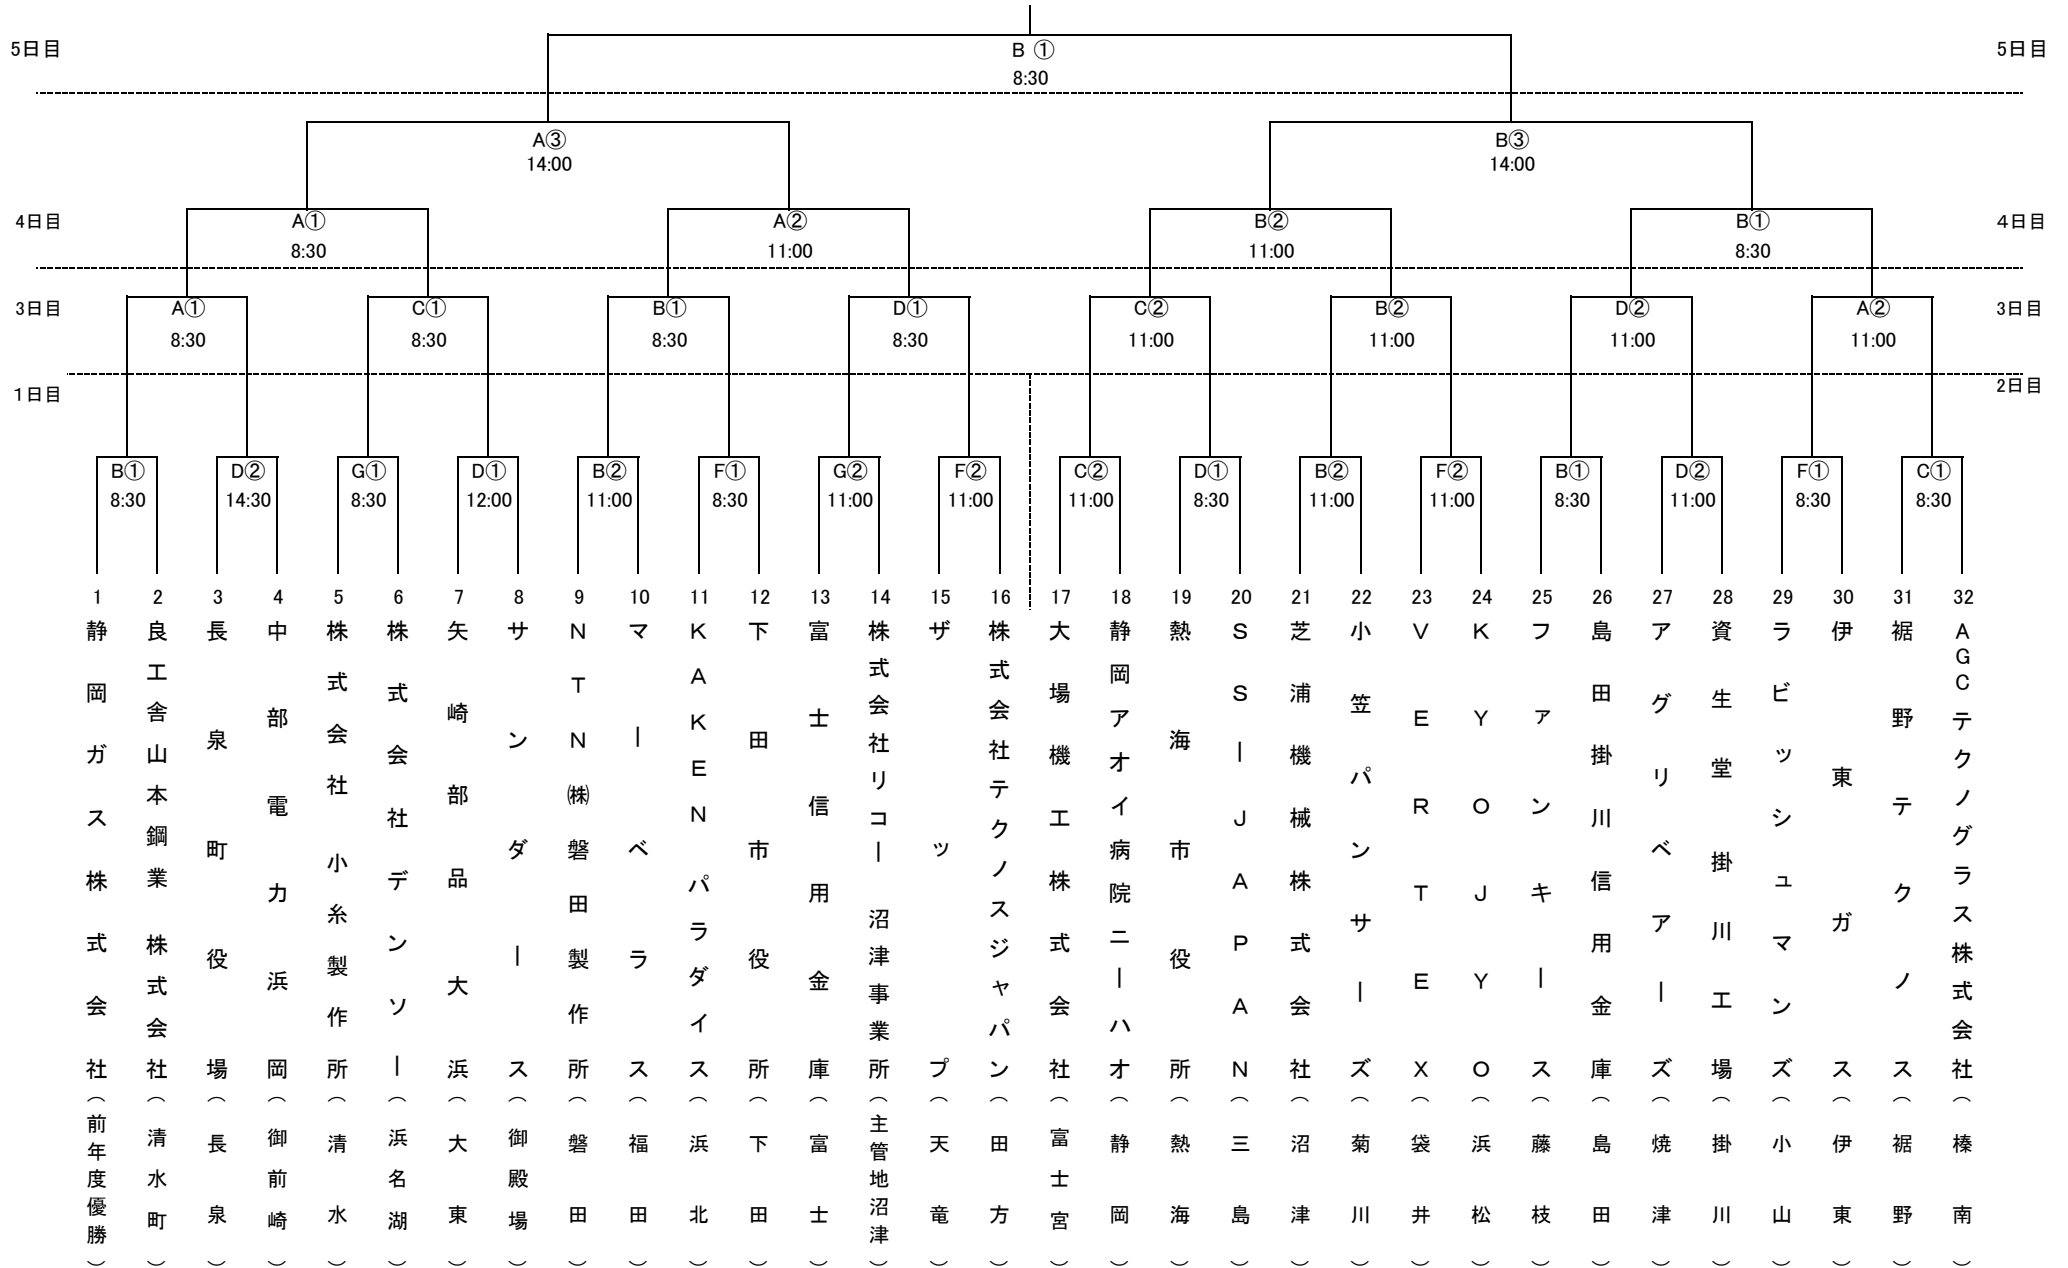 5日目
B ①
5日目
8:30
A③
B③
14:00
14:00
4日目
A①
A②
B②
B①
4日目
8:30
11:00
11:00
8:30
3日目
A①
C①
B①
D①
C②
B②
D②
A②
3日目
8:30
8:30
8:30
8:30
11:00
11:00
11:00
11:00
1日目
2日目
B①
D②
G①
D①
B②
F①
G②
F②
C②
D①
B②
F②
B①
D②
F①
C①
8:30
14:30
8:30
12:00
11:00
8:30
11:00
11:00
11:00
8:30
11:00
11:00
8:30
11:00
8:30
8:30
1 静岡ガス株式会社(前年度優勝)
2 良工舎山本鋼業 株式会社(清水町)
3 長泉町役場(長泉)
4 中部電力浜岡(御前崎)
5 株式会社 小糸製作所(清水)
6 株式会社デンソー(浜名湖)
7 矢崎部品大浜(大東)
8 サンダース(御殿場)
9 NTN㈱磐田製作所(磐田)
10 マーベラス(福田)
11 KAKEN パラダイス(浜北)
12 下田市役所(下田)
13 富士信用金庫(富士)
14 株式会社リコー 沼津事業所(主管地沼津)
15 ザップ(天竜)
16 株式会社テクノスジャパン(田方)
17 大場機工株式会社(富士宮)
18 静岡アオイ病院ニーハオ(静岡)
19 熱海市役所(熱海)
20 SSーJAPAN(三島)
21 芝浦機械株式会社(沼津)
22 小笠パンサーズ(菊川)
23 VERTEX(袋井)
24 KYOJYO(浜松)
25 ファンキース(藤枝)
26 島田掛川信用金庫(島田)
27 アグリベアーズ(焼津)
28 資生堂 掛川工場(掛川)
29 ラビッシュマンズ(小山)
30 伊東ガス(伊東)
31 裾野テクノス(裾野)
32 AGCテクノグラス株式会社(榛南)